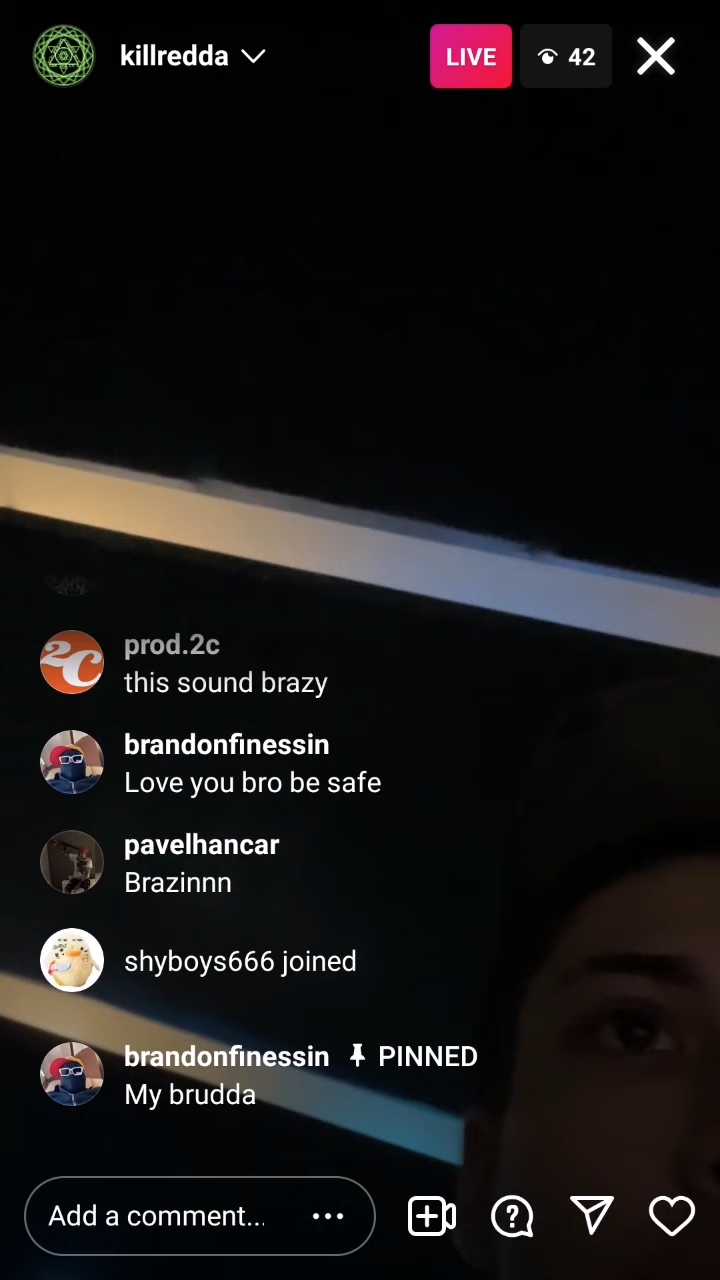 killredda
LIVE
42
2C
prod.2c
this sound brazy
brandonfinessin
Love you bro be safe
pavelhancar
Brazinnn
shyboys666 joined
brandonfinessin PINNED
My brudda
Add a comment...